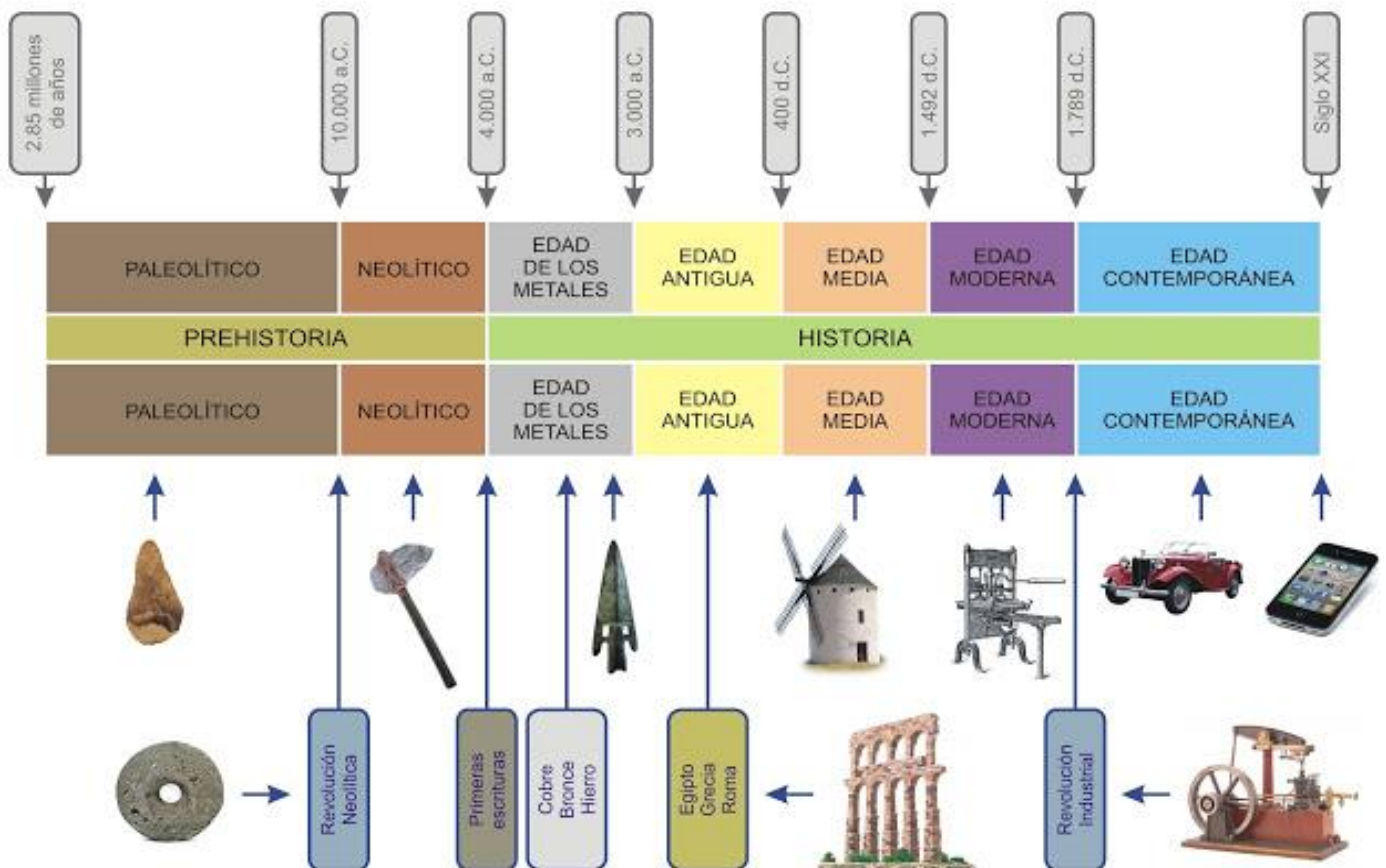 2.85 millones
de años
10.000 a.C.
4.000 a.C.
3.000 a.C.
400 d.C.
1.492 d.C.
1.789 d.C.
Siglo XXI
PALEOLÍTICO
NEOLÍTICO
EDAD
DE LOS
METALES
EDAD
ANTIGUA
EDAD
MEDIA
EDAD
MODERNA
EDAD
CONTEMPORÁNEA
PREHISTORIA
HISTORIA
PALEOLÍTICO
NEOLÍTICO
EDAD
DE LOS
METALES
EDAD
ANTIGUA
EDAD
MEDIA
EDAD
MODERNA
EDAD
CONTEMPORÁNEA
Revolución
Neolítica
Primeras
escrituras
Cobre
Bronce
Hierro
Egipto
Grecia
Roma
Revolución
Industrial